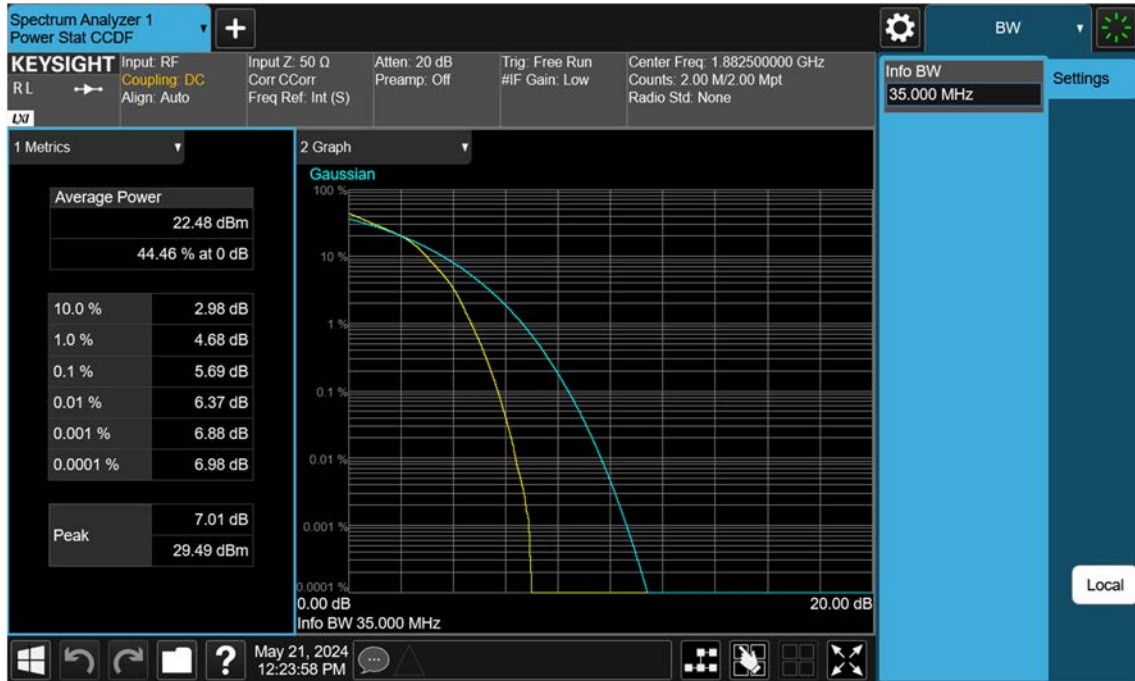 Spectrum Analyzer 1
Power Stat CCDF
▼
+
BW
▼
KEYSIGHT
RL
LXI
Input: RF
Coupling: DC
Align: Auto
Input Z: 50 Ω
Corr CCorr
Freq Ref: Int (S)
Atten: 20 dB
Preamp: Off
Trig: Free Run
#IF Gain: Low
Center Freq: 1.882500000 GHz
Counts: 2.00 M/2.00 Mpt
Radio Std: None
Info BW
35.000 MHz
Settings
1 Metrics ▼
Average Power
22.48 dBm
44.46 % at 0 dB
10.0 % 2.98 dB
1.0 % 4.68 dB
0.1 % 5.69 dB
0.01 % 6.37 dB
0.001 % 6.88 dB
0.0001 % 6.98 dB
Peak
7.01 dB
29.49 dBm
2 Graph ▼
Gaussian
100 %
10 %
1 %
0.1 %
0.01 %
0.001 %
0.0001 %
0.00 dB 20.00 dB
Info BW 35.000 MHz
Local
?
May 21, 2024
12:23:58 PM